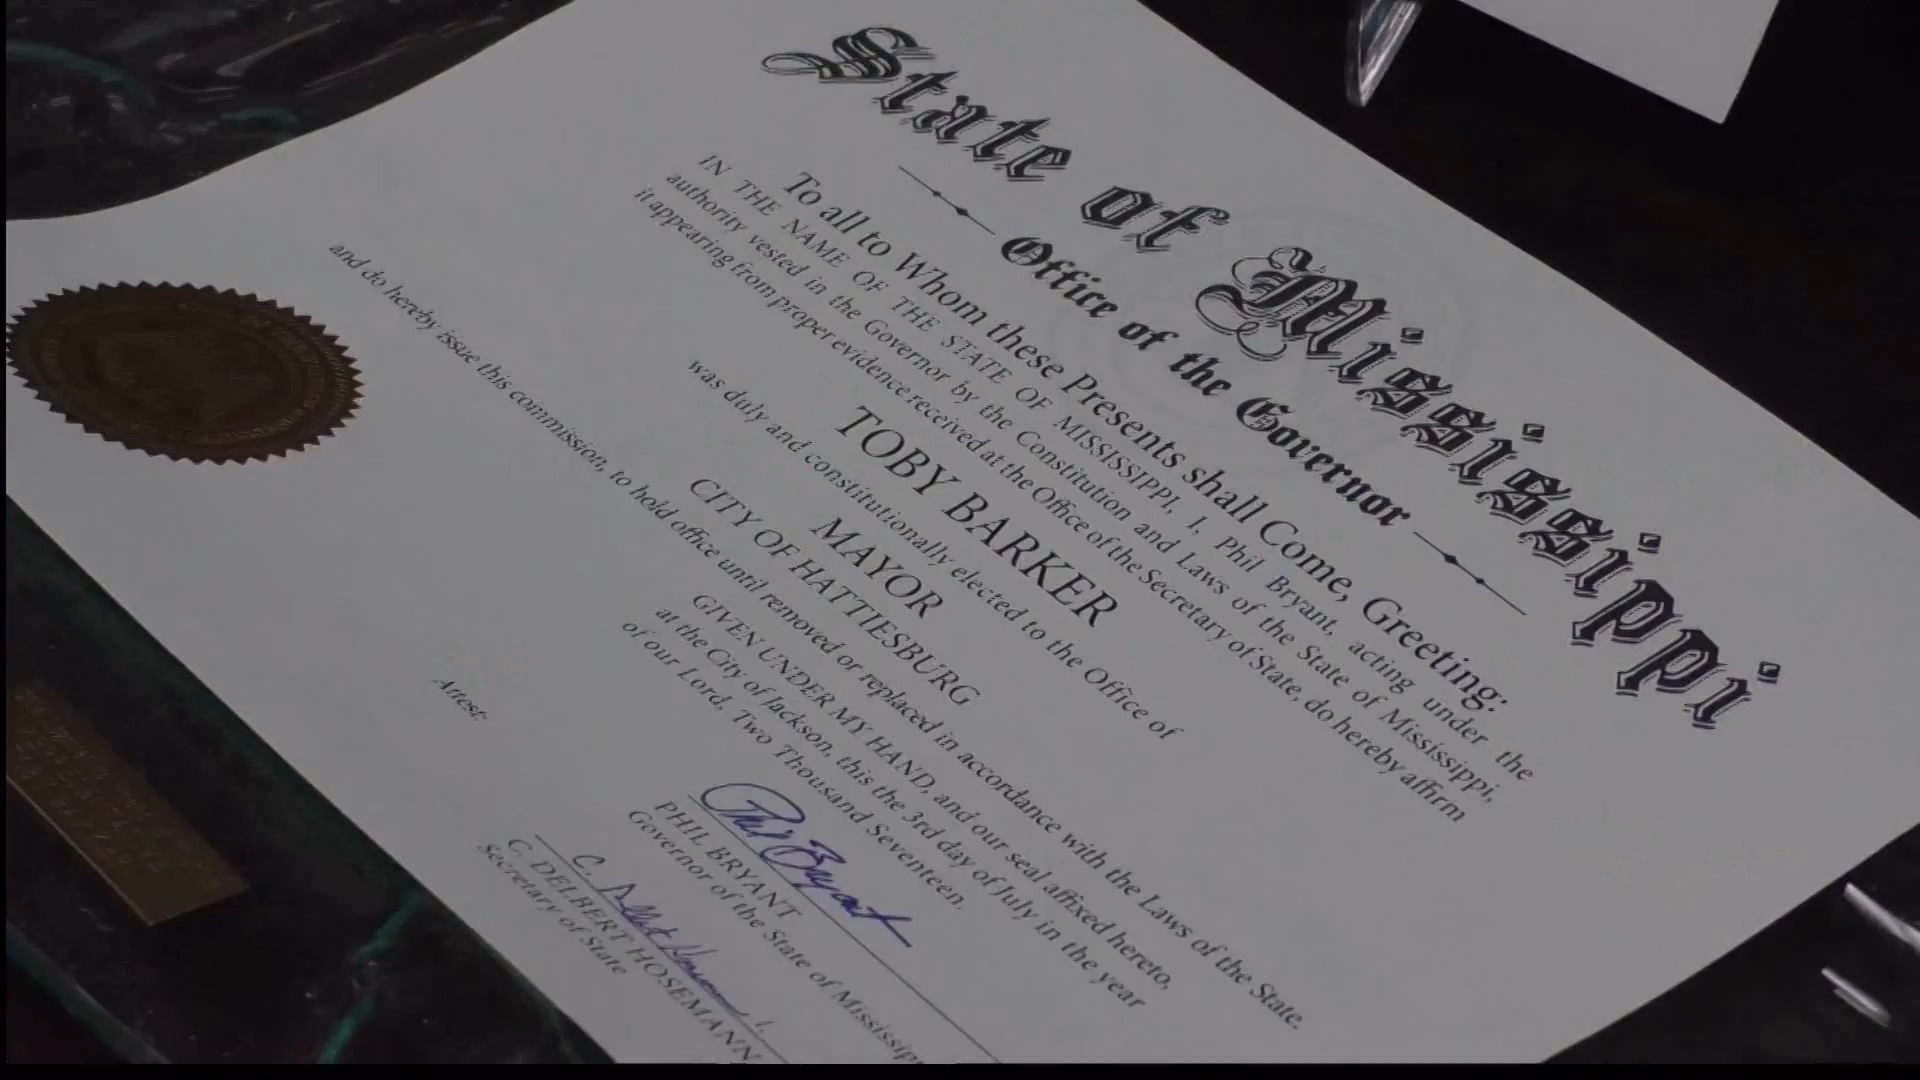 State of Mississippi
Office of the Governor
To all to Whom these Presents shall Come, Greeting:
IN THE NAME OF THE STATE OF MISSISSIPPI, I, Phil Bryant, acting under the
authority vested in the Governor by the Constitution and Laws of the State of Mississippi,
it appearing from proper evidence received at the Office of the Secretary of State, do hereby affirm
TOBY BARKER
was duly and constitutionally elected to the Office of
MAYOR
CITY OF HATTIESBURG
and do hereby issue this commission, to hold office until removed or replaced in accordance with the Laws of the State.
GIVEN UNDER MY HAND, and our seal affixed hereto,
at the City of Jackson, this the 3rd day of July in the year
of our Lord, Two Thousand Seventeen.
Phil Bryant
PHIL BRYANT
Governor of the State of Mississipp
Attest:
C. DELBERT HOSEMANN
Secretary of State